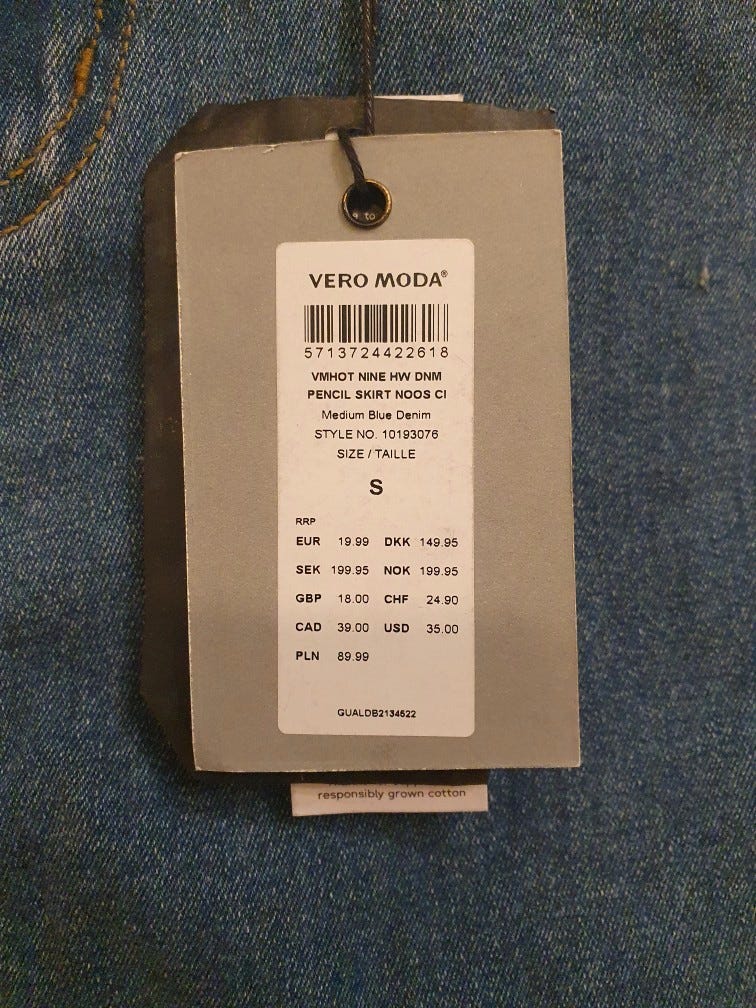 to
VERO MODA®
5713724422618
VMHOT NINE HW DNM
PENCIL SKIRT NOOS CI
Medium Blue Denim
STYLE NO. 10193076
SIZE / TAILLE
S
RRP
EUR 19.99 DKK 149.95
SEK 199.95 NOK 199.95
GBP 18.00 CHF 24.90
CAD 39.00 USD 35.00
PLN 89.99
GUALDB2134522
responsibly grown cotton